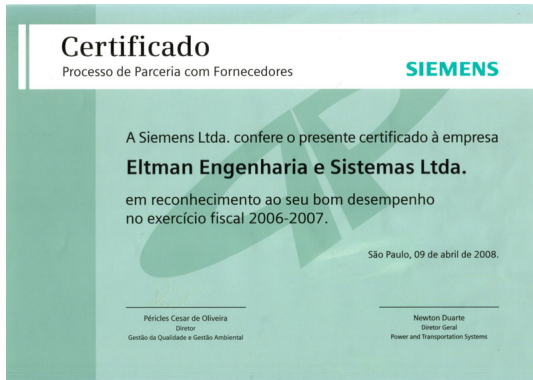 Certificado
Processo de Parceria com Fornecedores
SIEMENS
A Siemens Ltda. confere o presente certificado à empresa
Eltman Engenharia e Sistemas Ltda.
em reconhecimento ao seu bom desempenho
no exercício fiscal 2006-2007.
São Paulo, 09 de abril de 2008.
Péricles Cesar de Oliveira
Diretor
Gestão da Qualidade e Gestão Ambiental
Newton Duarte
Diretor Geral
Power and Transportation Systems